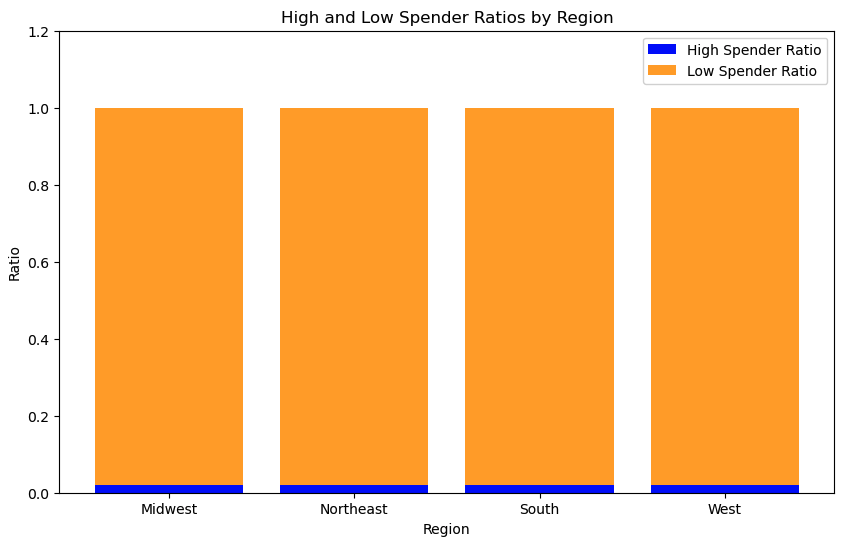 High and Low Spender Ratios by Region
High Spender Ratio
Low Spender Ratio
1.2
1.0
0.8
0.6
0.4
0.2
0.0
Ratio
Midwest Northeast South West
Region